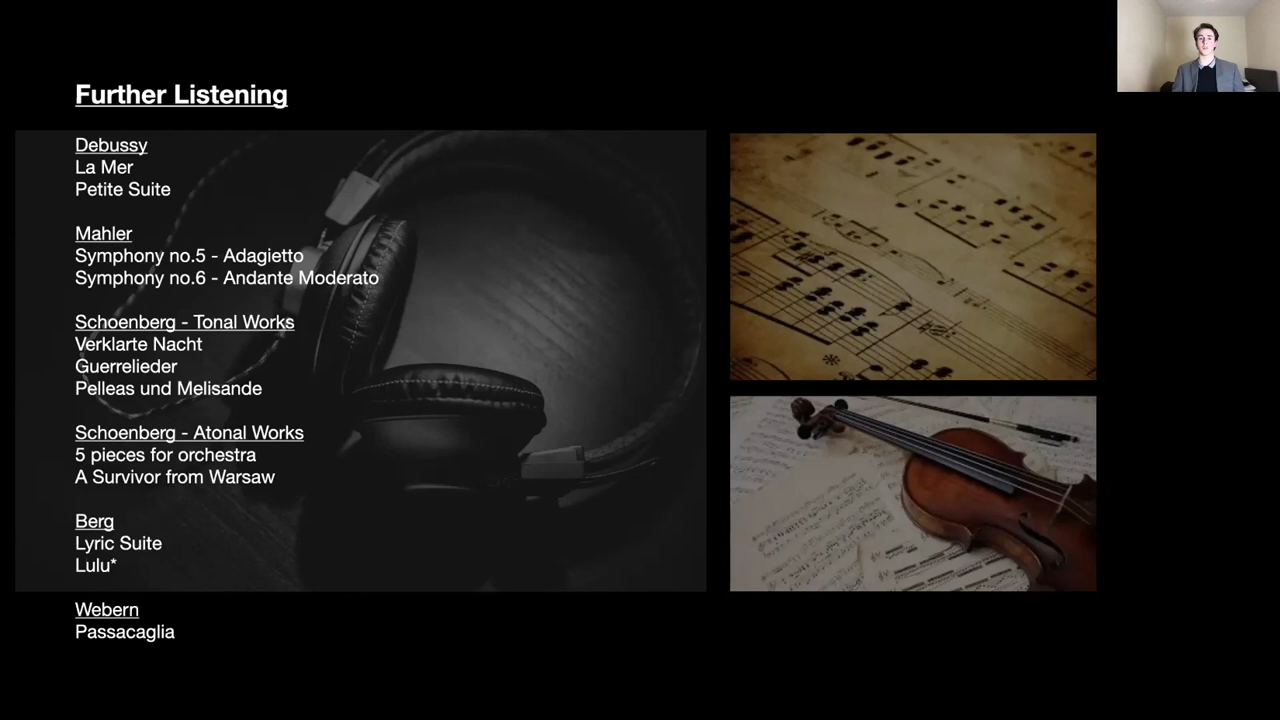 Further Listening
Debussy
La Mer
Petite Suite
Mahler
Symphony no.5 - Adagietto
Symphony no.6 - Andante Moderato
Schoenberg - Tonal Works
Verklarte Nacht
Guerrelieder
Pelleas und Melisande
Schoenberg - Atonal Works
5 pieces for orchestra
A Survivor from Warsaw
Berg
Lyric Suite
Lulu*
Webern
Passacaglia